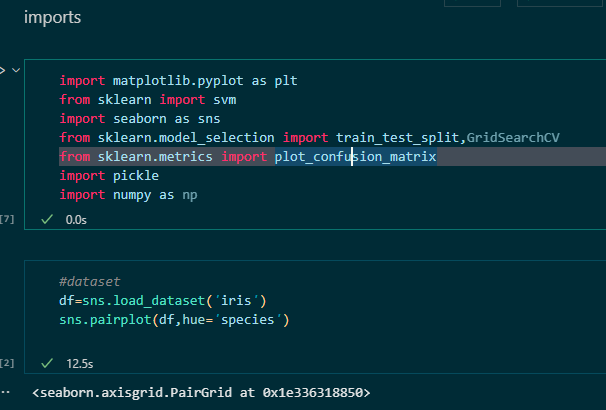 imports
import matplotlib.pyplot as plt
from sklearn import svm
import seaborn as sns
from sklearn.model_selection import train_test_split,GridSearchCV
from sklearn.metrics import plot_confusion_matrix
import pickle
import numpy as np
[7] 0.0s
#dataset
df=sns.load_dataset('iris')
sns.pairplot(df,hue='species')
[2] 12.5s
<seaborn.axisgrid.PairGrid at 0x1e336318850>